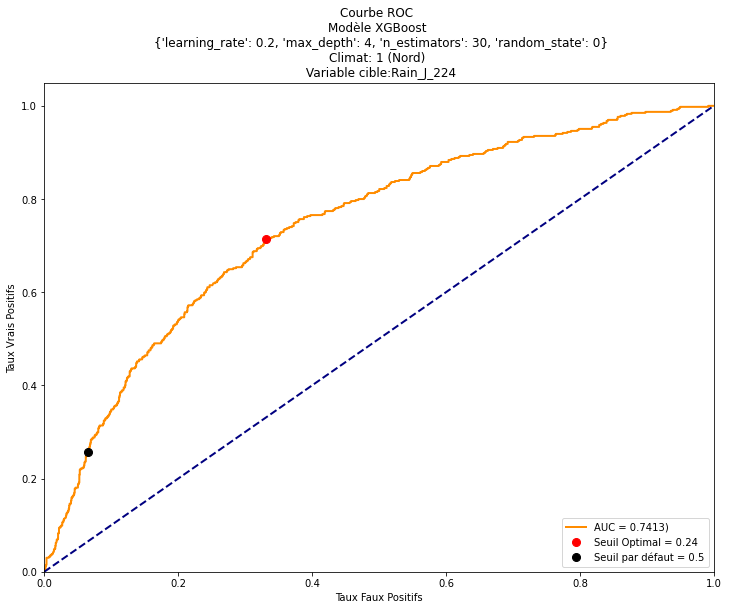 Courbe ROC
Modèle XGBoost
{'learning_rate': 0.2, 'max_depth': 4, 'n_estimators': 30, 'random_state': 0}
Climat: 1 (Nord)
Variable cible:Rain_J_224
Taux Vrais Positifs
1.0
0.8
0.6
0.4
0.2
0.0
0.0 0.2 0.4 0.6 0.8 1.0
Taux Faux Positifs
AUC = 0.7413)
Seuil Optimal = 0.24
Seuil par défaut = 0.5